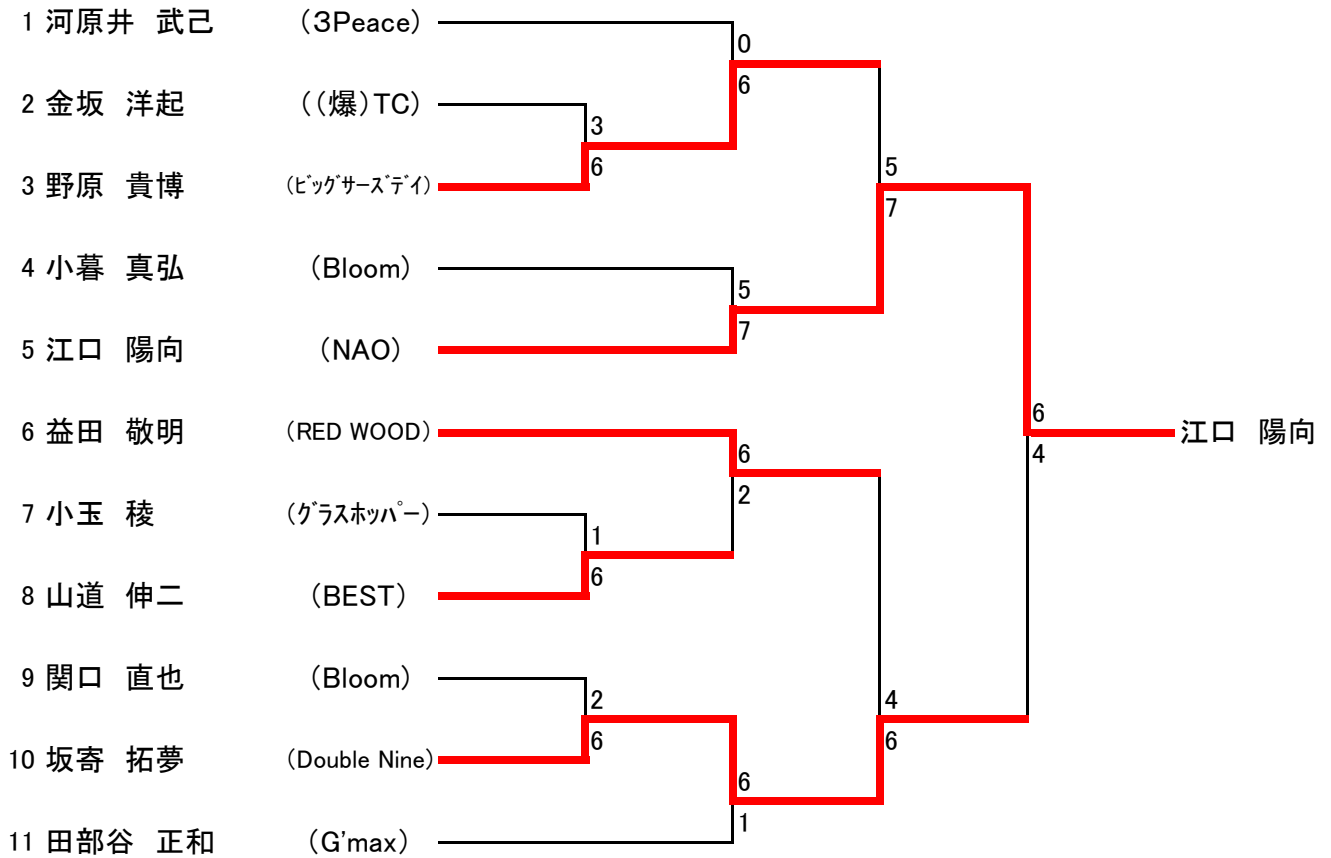 1 河原井　武己 （3Peace）
0
6
2 金坂　洋起 （(爆)TC）
3
6
3 野原　貴博 （ﾋﾞｯｸﾞｻｰｽﾞﾃﾞｲ）
5
7
4 小暮　真弘 （Bloom）
5
7
5 江口　陽向 （NAO）
6
4
江口　陽向
6 益田　敬明 （RED WOOD）
6
2
7 小玉　稜 （ｸﾞﾗｽﾎｯﾊﾟｰ）
1
6
8 山道　伸二 （BEST）
9 関口　直也 （Bloom）
2
6
4
6
10 坂寄　拓夢 （Double Nine）
6
1
11 田部谷　正和 （G'max）